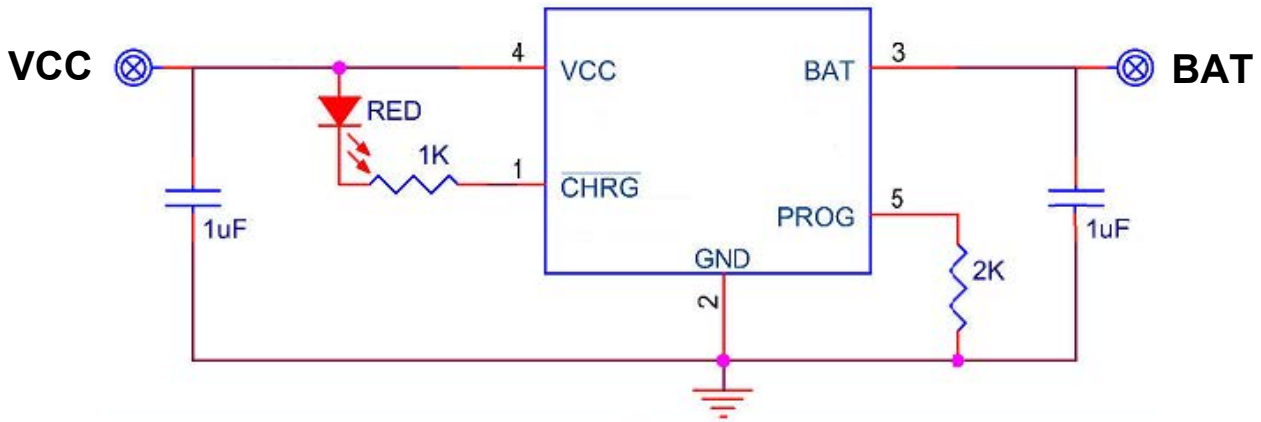 VCC
4
VCC
BAT
3
BAT
RED
1K
1
CHRG
5
PROG
1uF
1uF
GND
2K
2